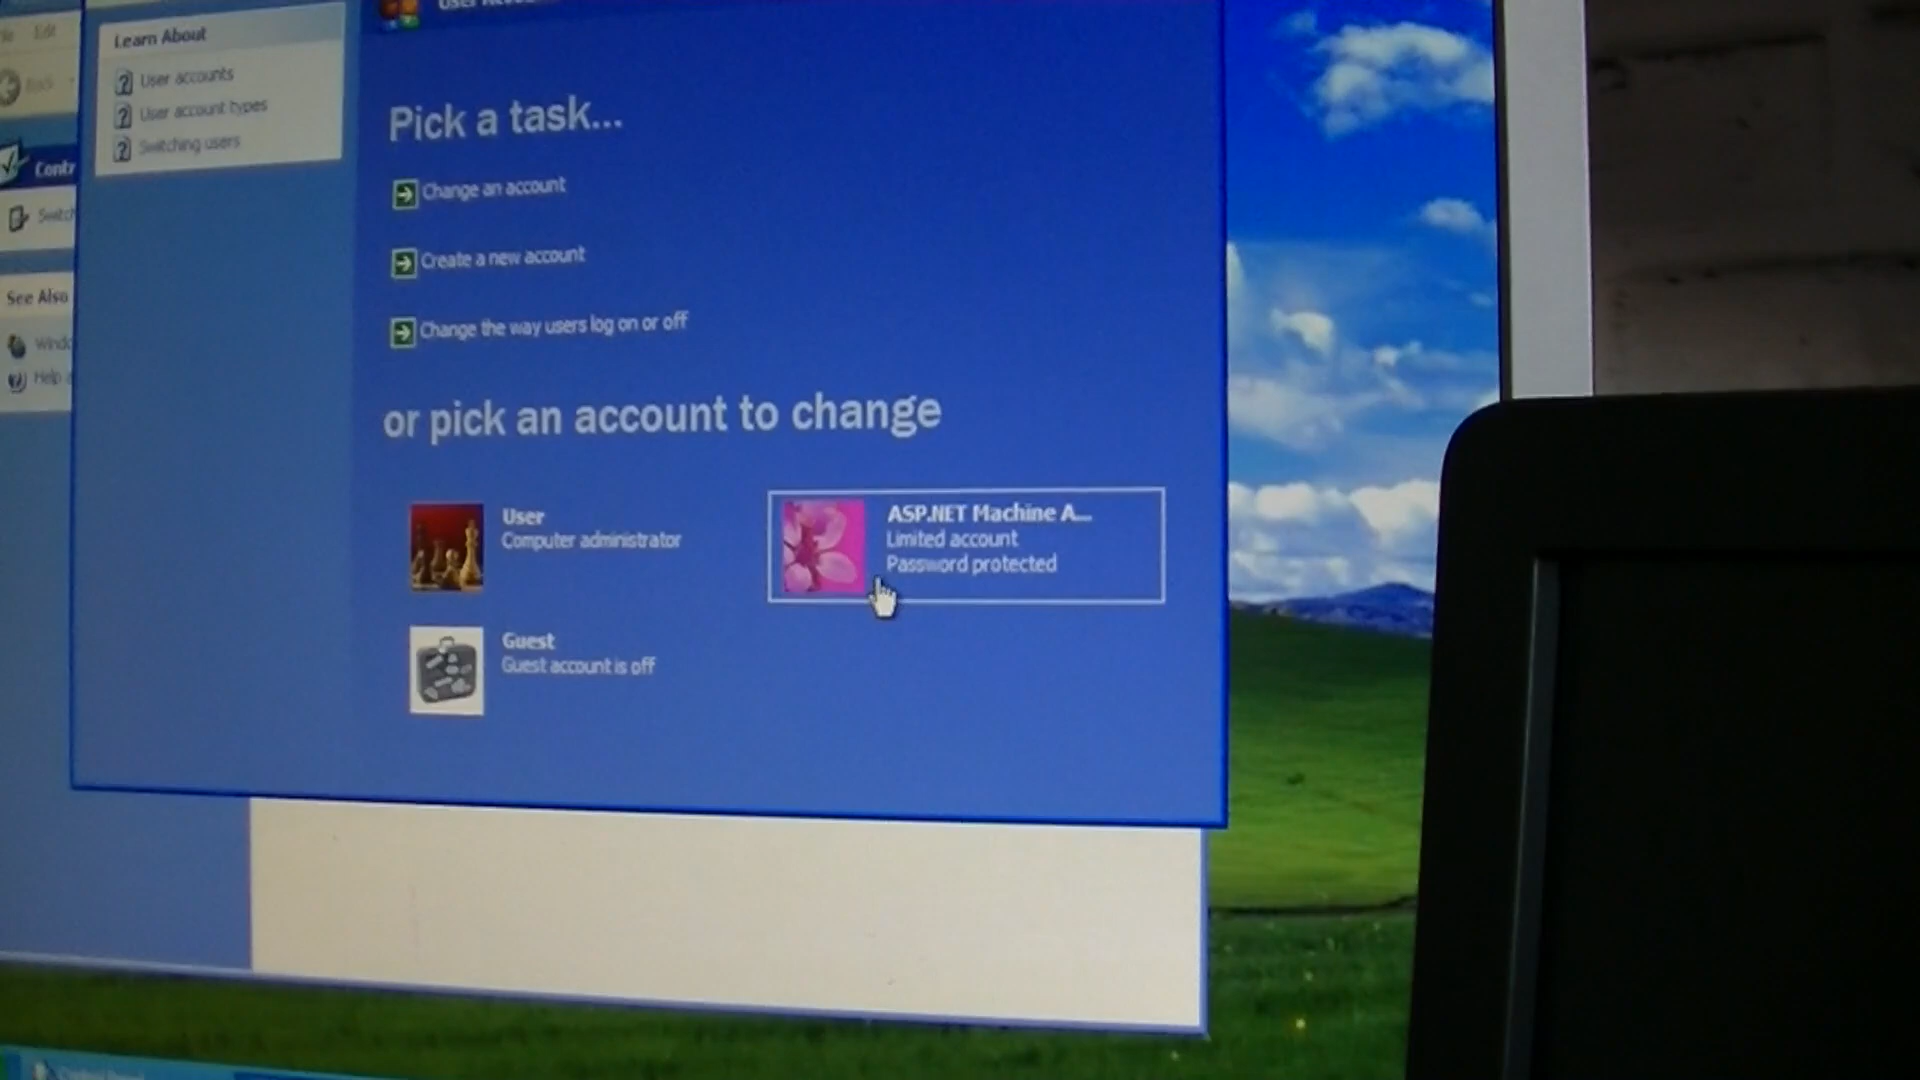 Edit
Learn About
Back
User accounts
User account types
Switching users
Pick a task...
Change an account
Create a new account
Change the way users log on or off
See Also
or pick an account to change
User
Computer administrator
ASP.NET Machine A...
Limited account
Password protected
Guest
Guest account is off